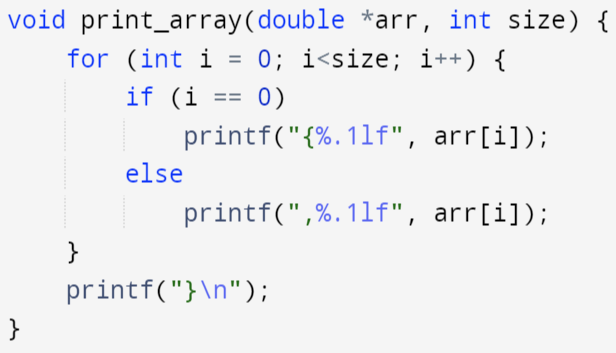 void print_array(double *arr, int size) {
    for (int i = 0; i<size; i++) {
        if (i == 0)
            printf("{%.1lf", arr[i]);
        else
            printf(",%.1lf", arr[i]);
    }
    printf("}\n");
}